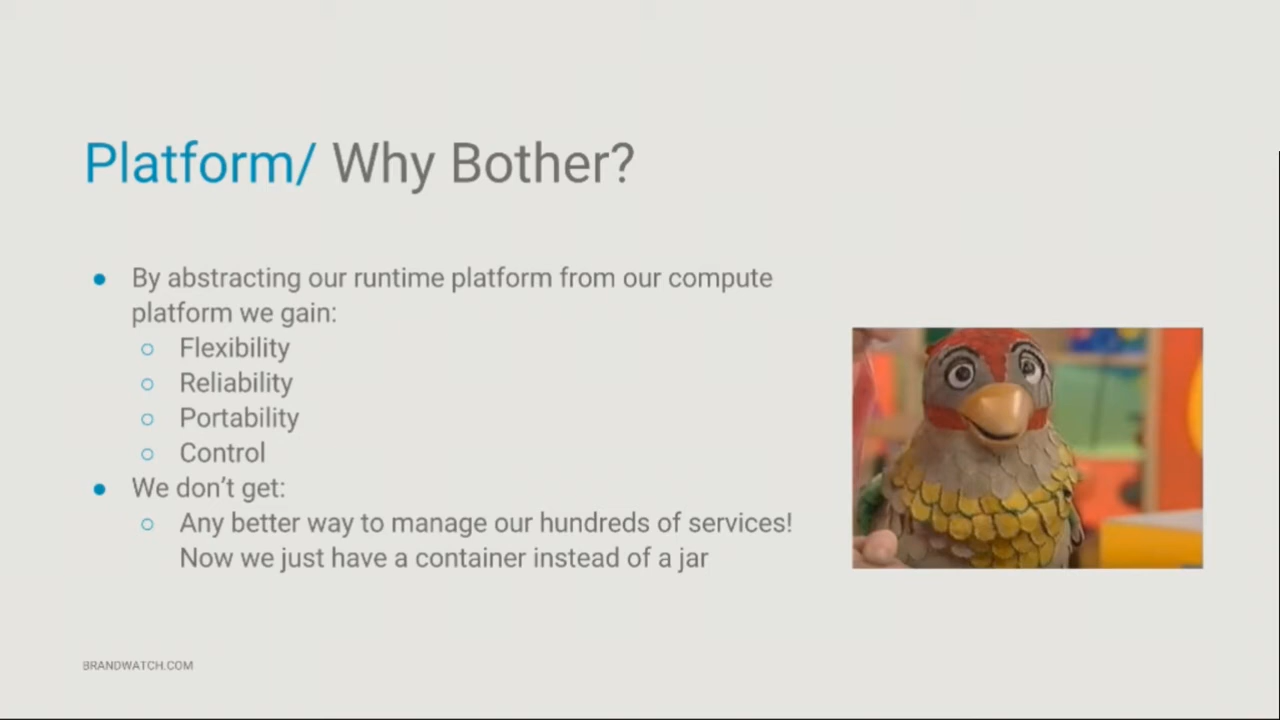 Platform/ Why Bother?
● By abstracting our runtime platform from our compute
platform we gain:
○ Flexibility
○ Reliability
○ Portability
○ Control
● We don’t get:
○ Any better way to manage our hundreds of services!
Now we just have a container instead of a jar
BRANDWATCH.COM